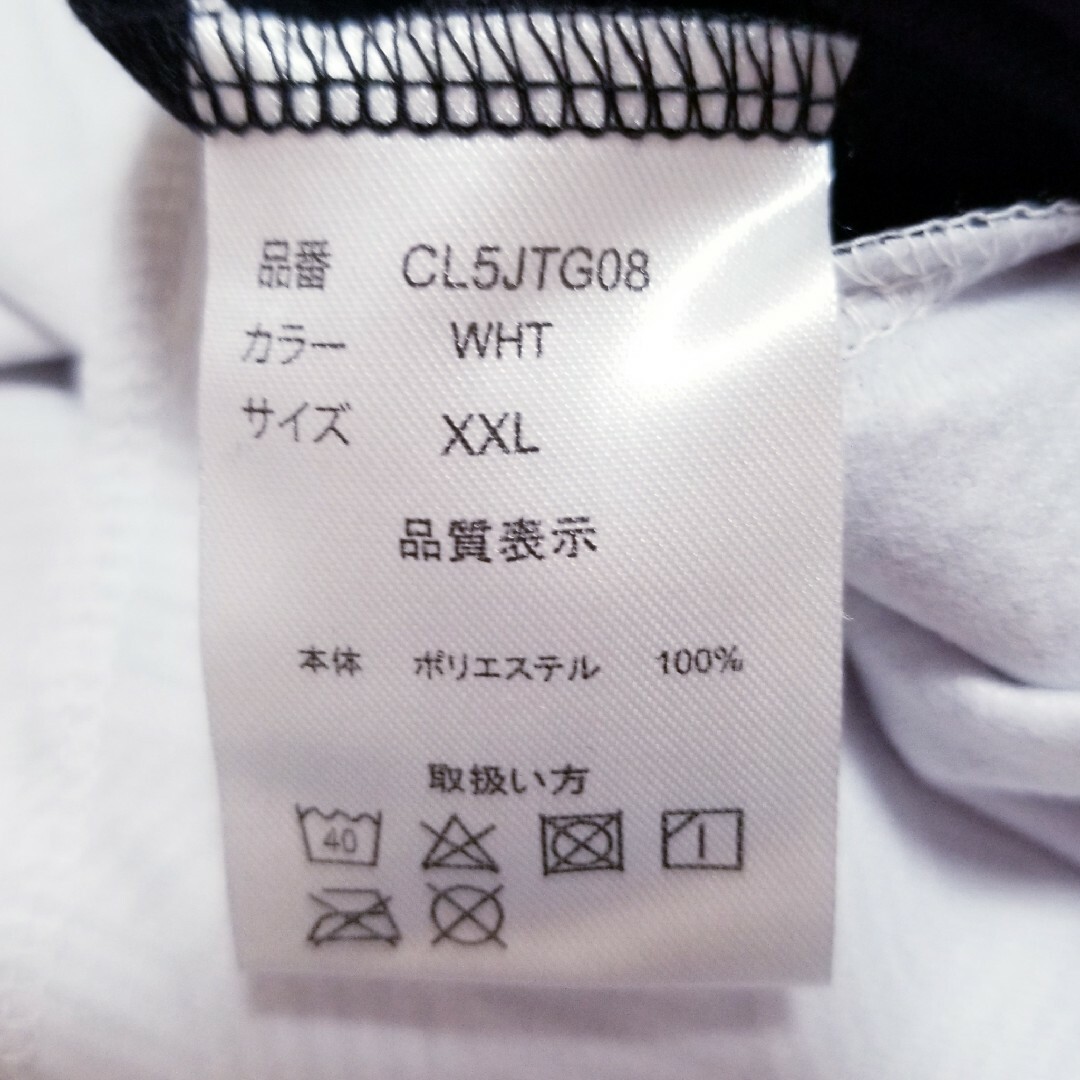 品番 CL5JTG08
カラー WHT
サイズ XXL
品質表示
本体 ポリエステル 100%
取扱い方
40